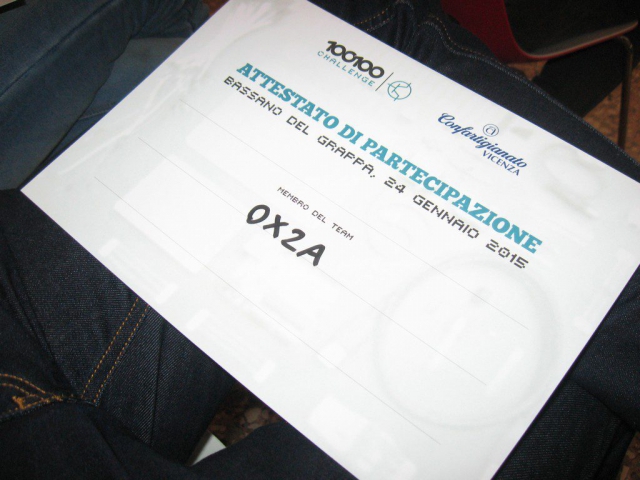 100100
CHALLENGE
Confartigianato
VICENZA
ATTESTATO DI PARTECIPAZIONE
BASSANO DEL GRAPPA, 24 GENNAIO 2015
MEMBRO DEL TEAM
0X2A